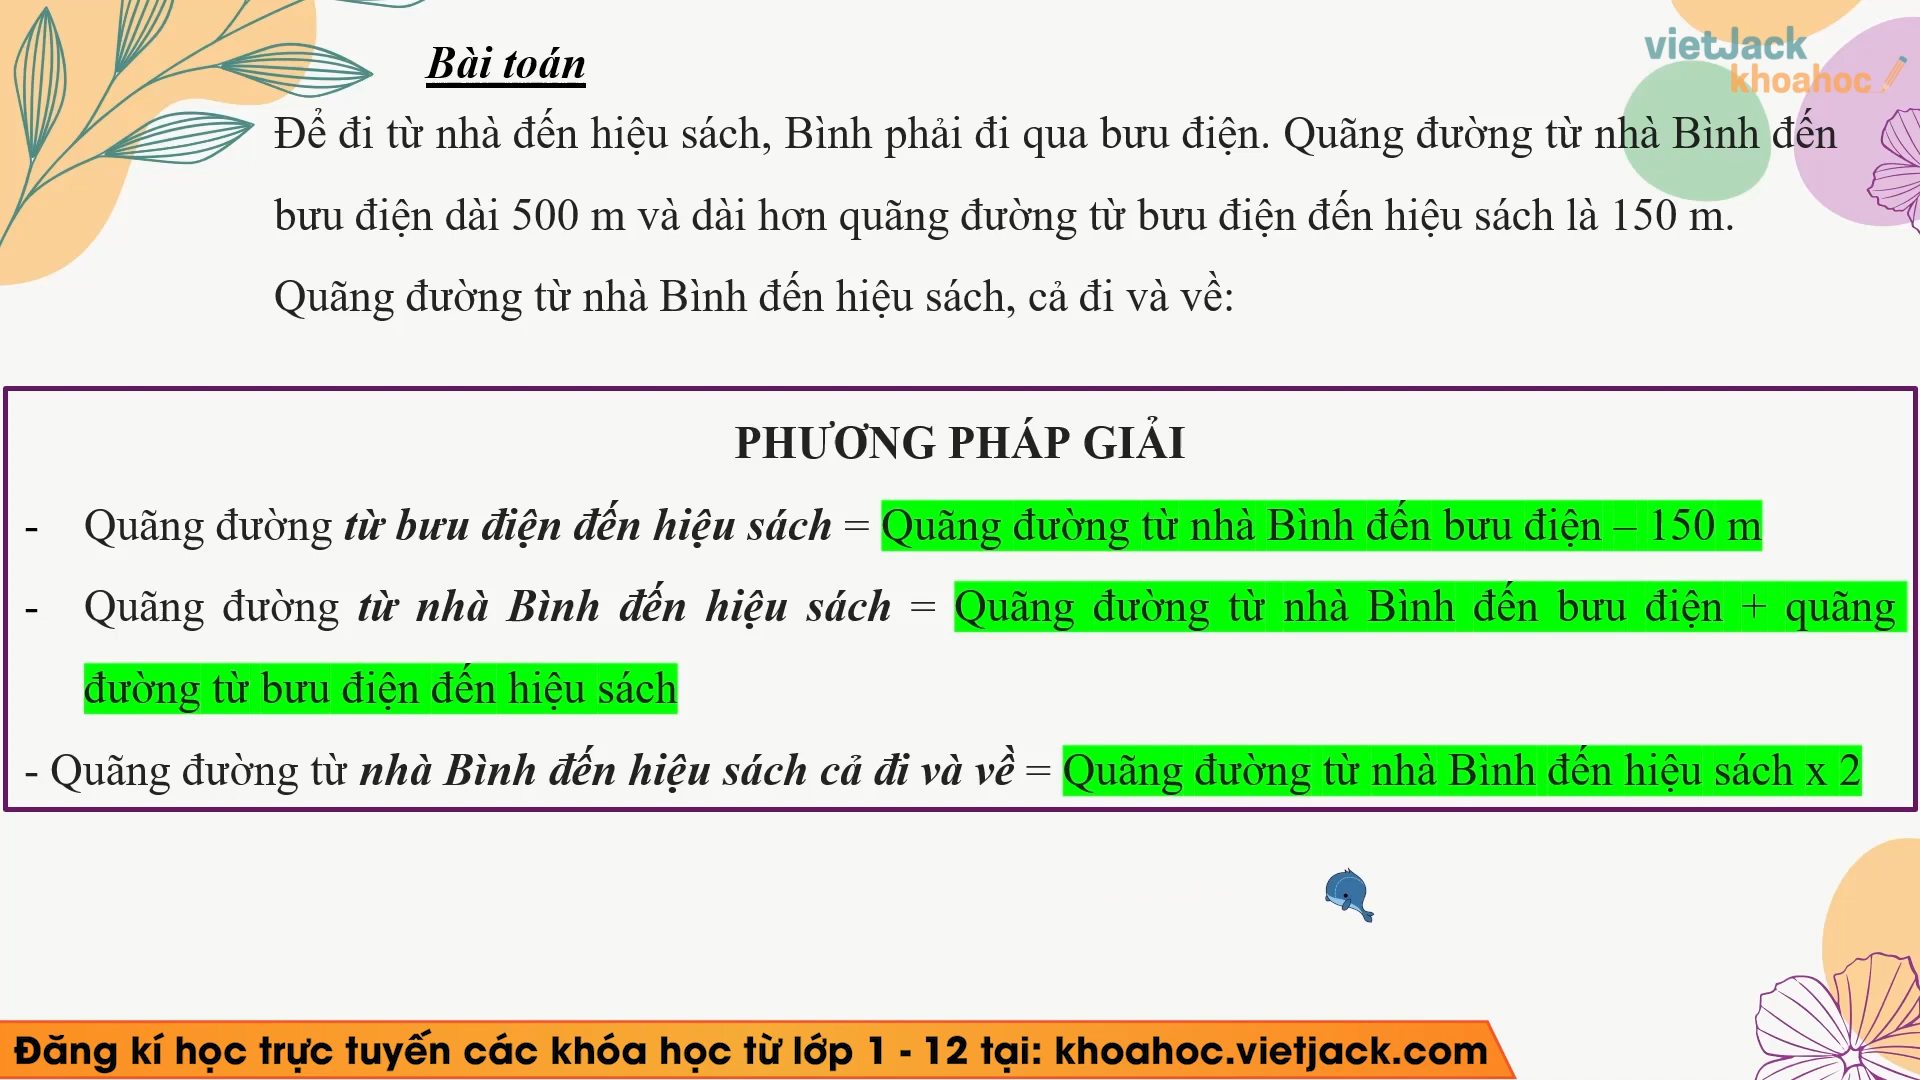 vietJack
khoahoc
Bài toán
Để đi từ nhà đến hiệu sách, Bình phải đi qua bưu điện. Quãng đường từ nhà Bình đến
bưu điện dài 500 m và dài hơn quãng đường từ bưu điện đến hiệu sách là 150 m.
Quãng đường từ nhà Bình đến hiệu sách, cả đi và về:
PHƯƠNG PHÁP GIẢI
- Quãng đường từ bưu điện đến hiệu sách = Quãng đường từ nhà Bình đến bưu điện – 150 m
- Quãng đường từ nhà Bình đến hiệu sách = Quãng đường từ nhà Bình đến bưu điện + quãng
đường từ bưu điện đến hiệu sách
- Quãng đường từ nhà Bình đến hiệu sách cả đi và về = Quãng đường từ nhà Bình đến hiệu sách x 2
Đăng kí học trực tuyến các khóa học từ lớp 1 - 12 tại: khoahoc.vietjack.com